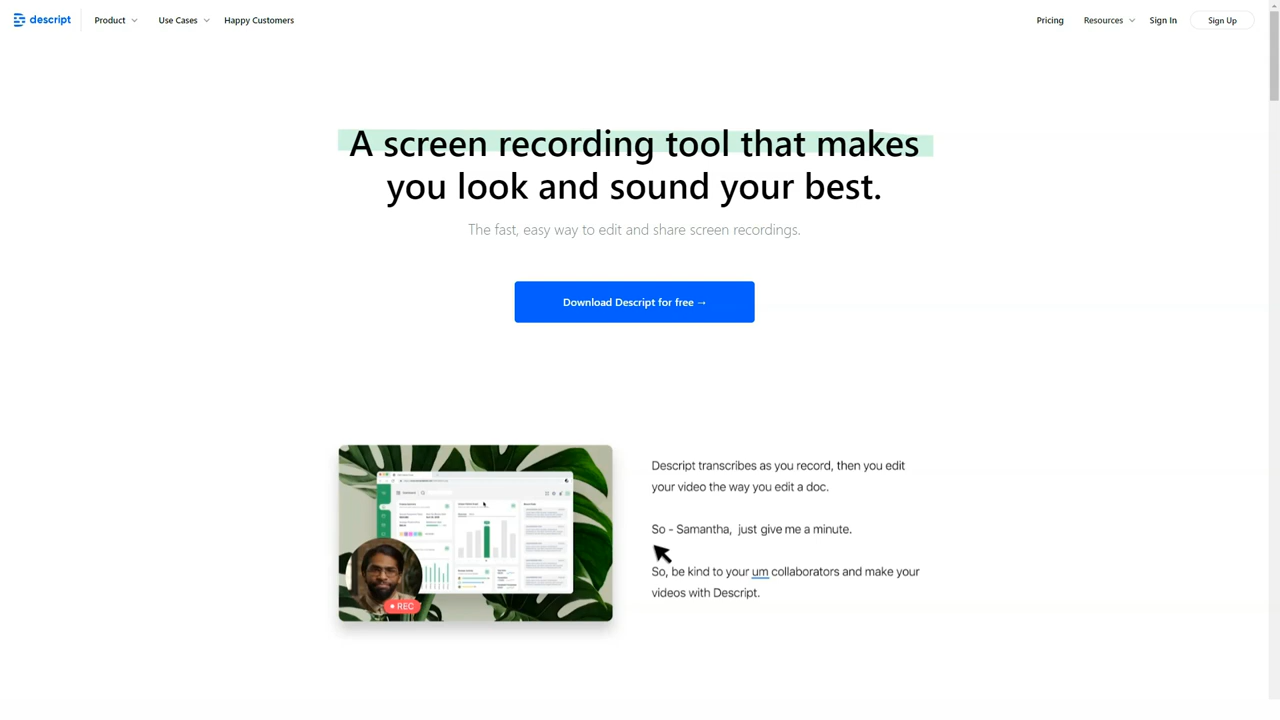 descript
Product
Use Cases
Happy Customers
Pricing
Resources
Sign In
Sign Up
A screen recording tool that makes
you look and sound your best.
The fast, easy way to edit and share screen recordings.
Download Descript for free →
Descript transcribes as you record, then you edit
your video the way you edit a doc.
So - Samantha, just give me a minute.
So, be kind to your um collaborators and make your
videos with Descript.
REC